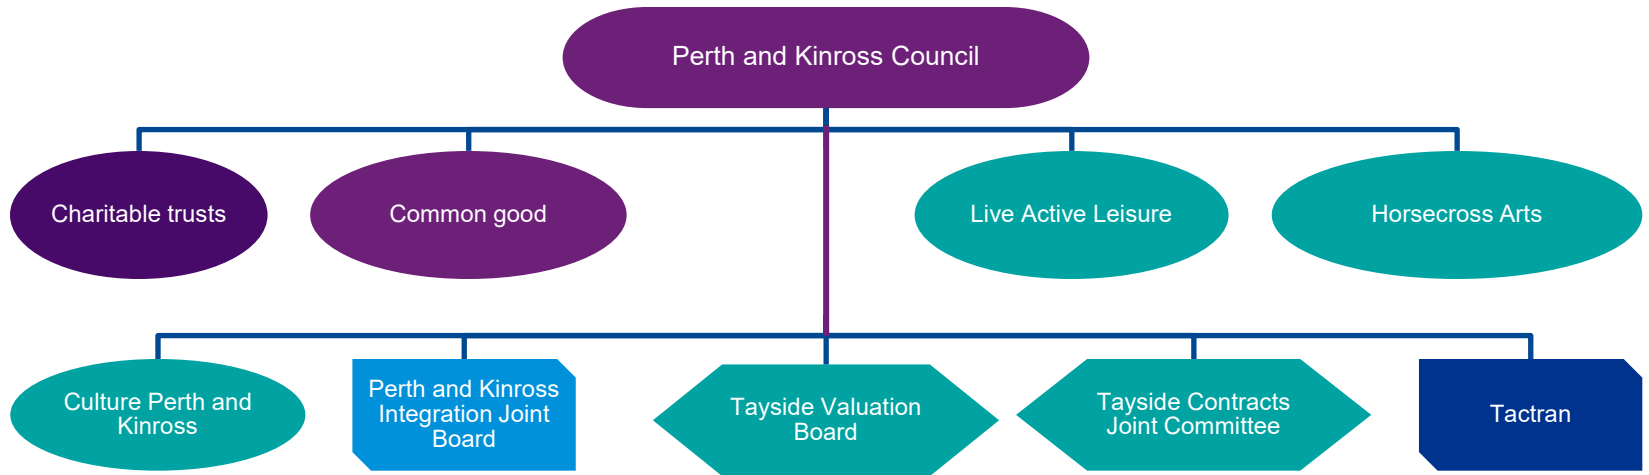 Perth and Kinross Council
Charitable trusts
Common good
Live Active Leisure
Horsecross Arts
Culture Perth and
Kinross
Perth and Kinross
Integration Joint
Board
Tayside Valuation
Board
Tayside Contracts
Joint Committee
Tactran